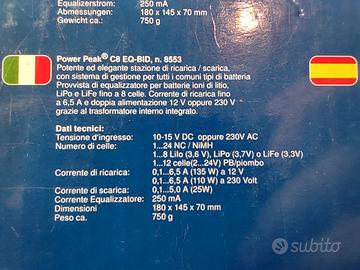 Equalizerstrom: 250 mA
Abmessungen: 180 x 145 x 70 mm
Gewicht ca.: 750 g
Power Peak® C8 EQ-BID, n. 8553
Potente ed elegante stazione di ricarica / scarica,
con sistema di gestione per tutti i comuni tipi di batteria
Provvista di equalizzatore per batterie ioni di litio,
LiPo e LiFe fino a 8 celle. Corrente di ricarica fino
a 6,5 A e doppia alimentazione 12 V oppure 230 V
grazie al trasformatore interno integrato.
Dati tecnici:
Tensione d'ingresso: 10-15 V DC oppure 230V AC
Numero di celle: 1...24 NC / NiMH
1...8 LiIo (3,6 V), LiPo (3,7V) o LiFe (3,3V)
1...12 celle(2...24V) PB/piombo
Corrente di ricarica: 0,1...6,5 A (135 W) a 12 V
0,1...6,5 A (110 W) a 230 Volt
Corrente di scarica: 0,1...5,0 A (25W)
Corrente Equalizzatore: 250 mA
Dimensioni 180 x 145 x 70 mm
Peso ca. 750 g
subito